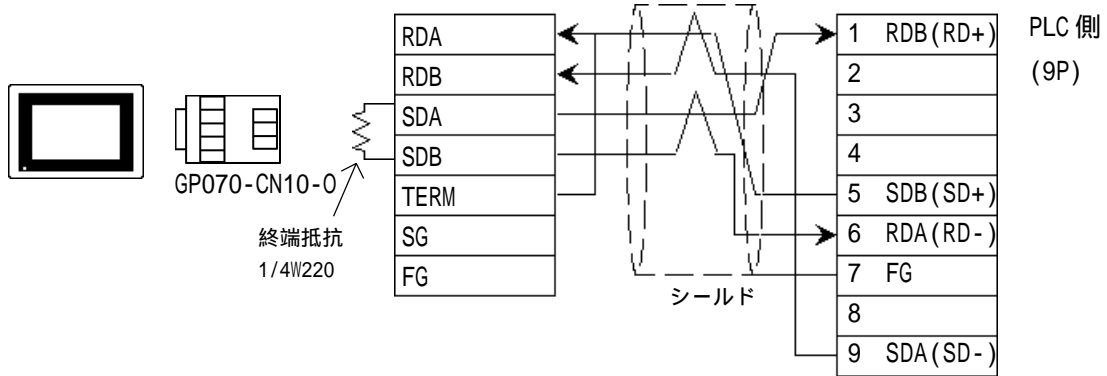 RDA
RDB
SDA
SDB
TERM
SG
FG
GP070-CN10-O
終端抵抗
1/4W220
シールド
1 RDB(RD+)
2
3
4
5 SDB(SD+)
6 RDA(RD-)
7 FG
8
9 SDA(SD-)
PLC 側
(9P)